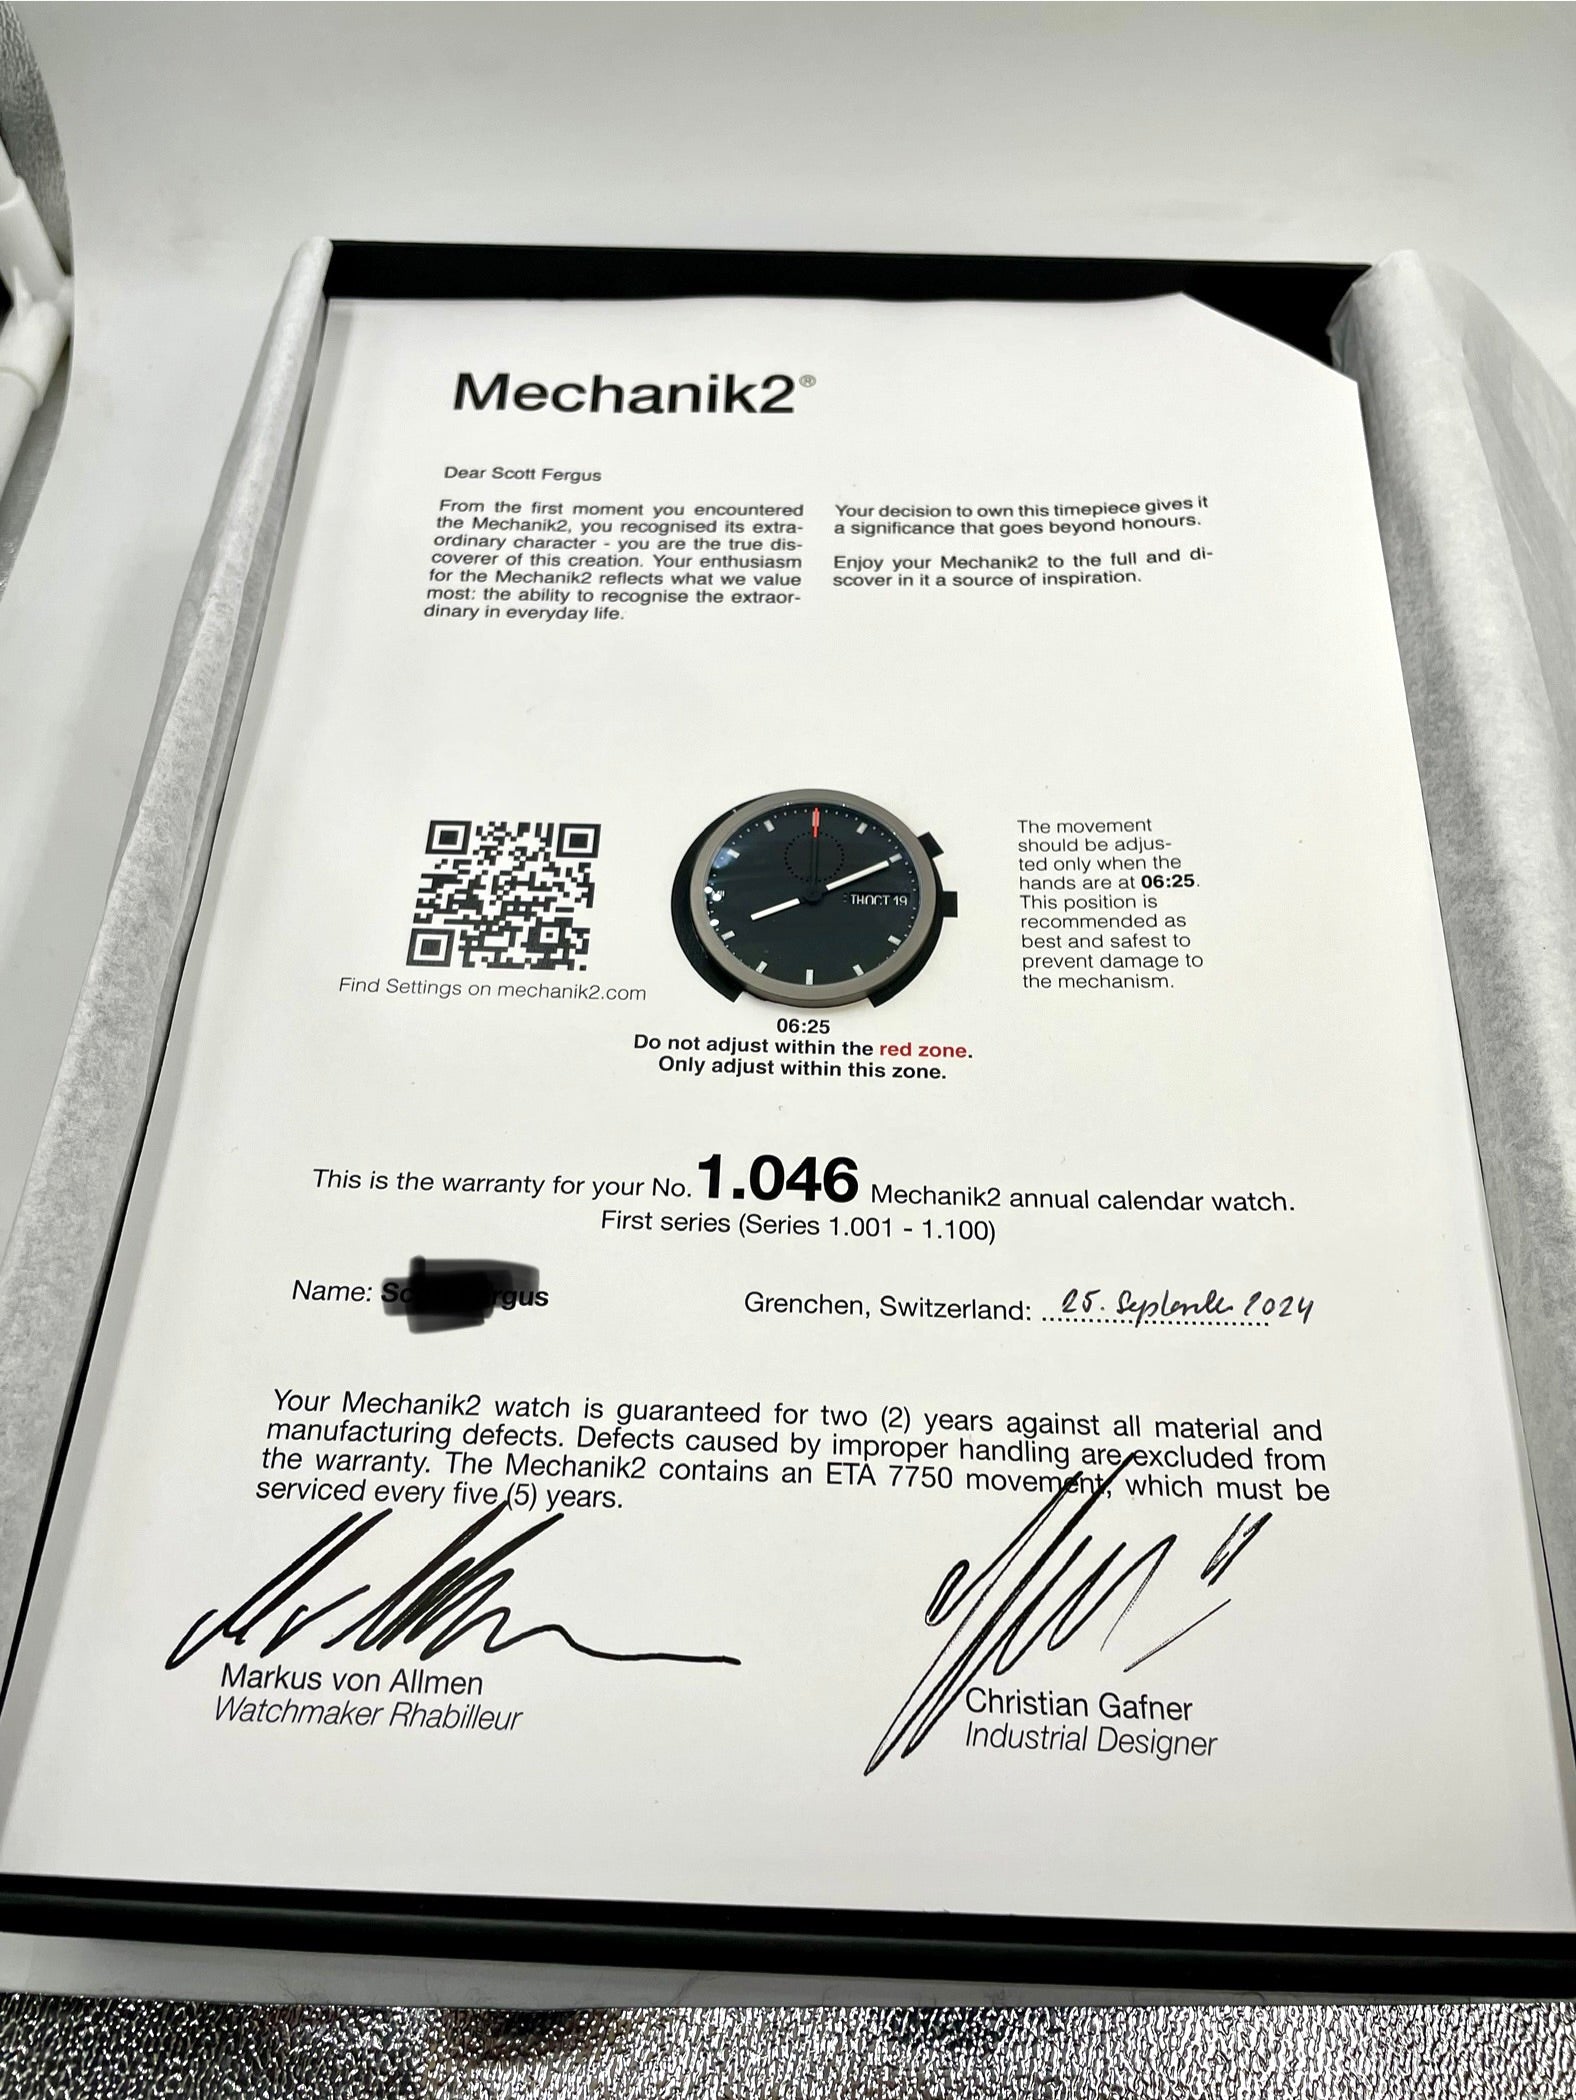 Mechanik2®
Dear Scott Fergus
From the first moment you encountered
the Mechanik2, you recognised its extra-
ordinary character - you are the true dis-
coverer of this creation. Your enthusiasm
for the Mechanik2 reflects what we value
most: the ability to recognise the extraor-
dinary in everyday life.
Your decision to own this timepiece gives it
a significance that goes beyond honours.
Enjoy your Mechanik2 to the full and di-
scover in it a source of inspiration.
Find Settings on mechanik2.com
THOCT 19
06:25
Do not adjust within the red zone.
Only adjust within this zone.
The movement
should be adjus-
ted only when the
hands are at 06:25.
This position is
recommended as
best and safest to
prevent damage to
the mechanism.
This is the warranty for your No. 1.046 Mechanik2 annual calendar watch.
First series (Series 1.001 - 1.100)
Name: rgus
Grenchen, Switzerland: 25. September 2024
Your Mechanik2 watch is guaranteed for two (2) years against all material and
manufacturing defects. Defects caused by improper handling are excluded from
the warranty. The Mechanik2 contains an ETA 7750 movement, which must be
serviced every five (5) years.
Markus von Allmen
Watchmaker Rhabilleur
Christian Gafner
Industrial Designer